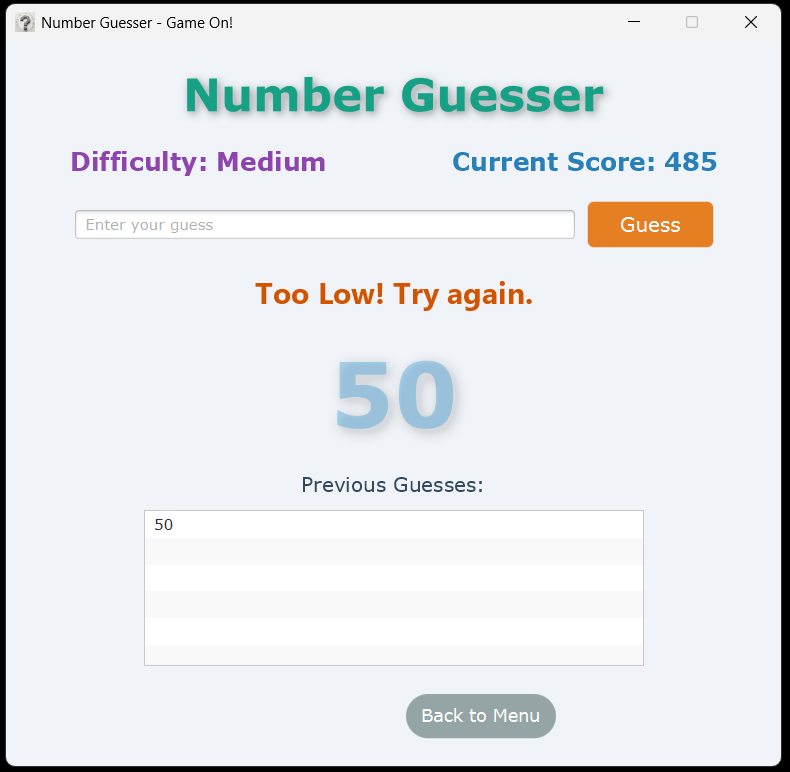 Number Guesser - Game On!
Number Guesser
Difficulty: Medium
Current Score: 485
Enter your guess
Guess
Too Low! Try again.
50
Previous Guesses:
50
Back to Menu